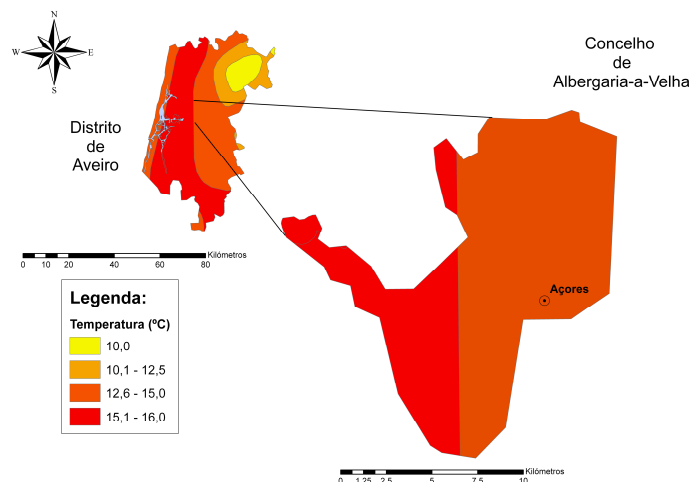 N
W E
S
Concelho
de
Albergaria-a-Velha
Distrito
de
Aveiro
Quilómetros
0 10 20 40 60 80
Açores
Legenda:
Temperatura (ºC)
10,0
10,1 - 12,5
12,6 - 15,0
15,1 - 16,0
Quilómetros
0 1,25 2,5 5 7,5 10